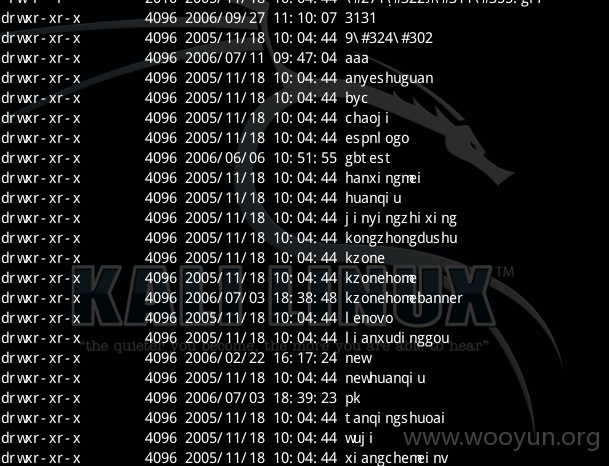 drwxr-xr-x 4096 2006/09/27 11:10:07 3131
drwxr-xr-x 4096 2005/11/18 10:04:44 9\#324\#302
drwxr-xr-x 4096 2006/07/11 09:47:04 aaa
drwxr-xr-x 4096 2005/11/18 10:04:44 anyeshuguan
drwxr-xr-x 4096 2005/11/18 10:04:44 byc
drwxr-xr-x 4096 2005/11/18 10:04:44 chaoji
drwxr-xr-x 4096 2005/11/18 10:04:44 espnlogo
drwxr-xr-x 4096 2006/06/06 10:51:55 gbtest
drwxr-xr-x 4096 2005/11/18 10:04:44 hanxingmei
drwxr-xr-x 4096 2005/11/18 10:04:44 huanqiu
drwxr-xr-x 4096 2005/11/18 10:04:44 jinyingzhixing
drwxr-xr-x 4096 2005/11/18 10:04:44 kongzhongdushu
drwxr-xr-x 4096 2005/11/18 10:04:44 kzone
drwxr-xr-x 4096 2005/11/18 10:04:44 kzonehome
drwxr-xr-x 4096 2006/07/03 18:38:48 kzonehomebanner
drwxr-xr-x 4096 2005/11/18 10:04:44 lenovo
drwxr-xr-x 4096 2005/11/18 10:04:44 lianxudinggou
drwxr-xr-x 4096 2006/02/22 16:17:24 new
drwxr-xr-x 4096 2005/11/18 10:04:44 newhuanqiu
drwxr-xr-x 4096 2006/07/03 18:39:23 pk
drwxr-xr-x 4096 2005/11/18 10:04:44 tanqingshuoai
drwxr-xr-x 4096 2005/11/18 10:04:44 wuji
drwxr-xr-x 4096 2005/11/18 10:04:44 xiangchemeinv
KALI LINUX™
"the quieter you become, the more you are able to hear"
www.wooyun.org